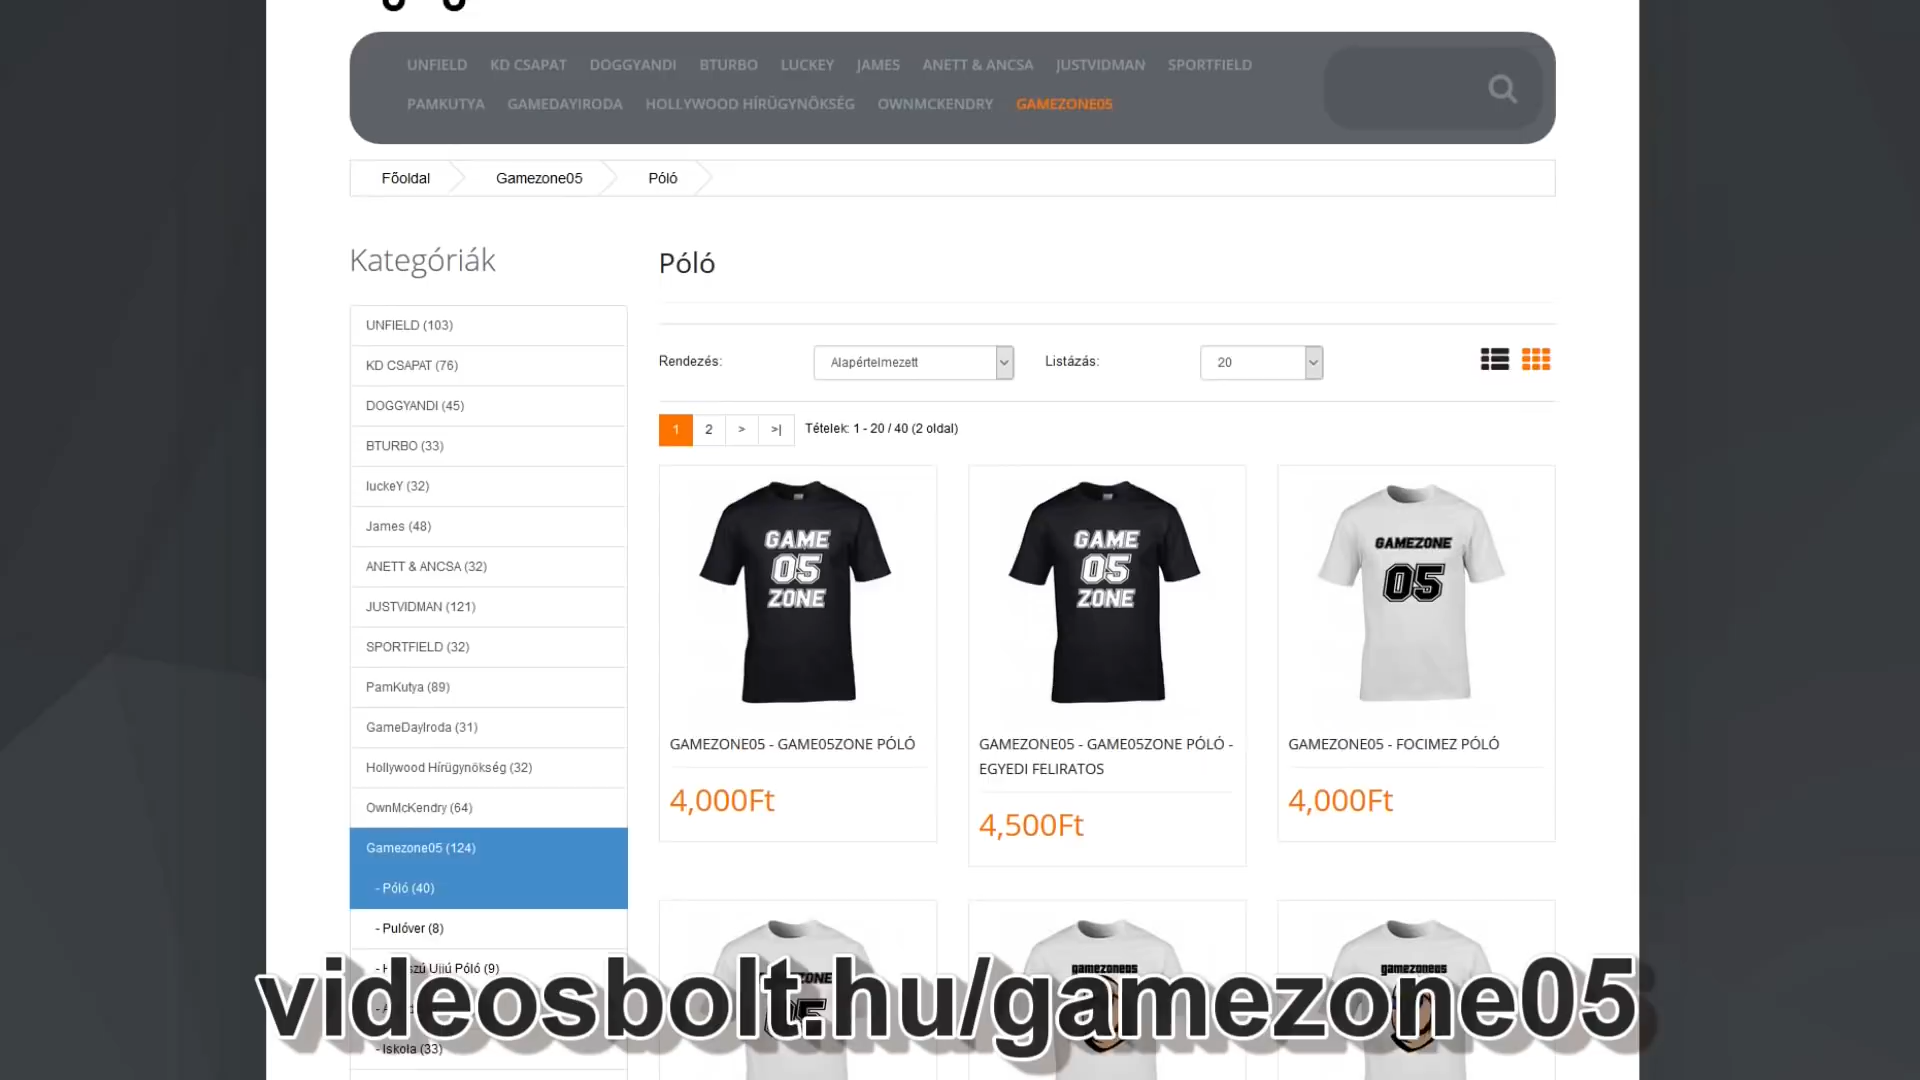 UNFIELD KD CSAPAT DOGGYANDI BTURBO LUCKEY JAMES ANETT & ANCSA JUSTVIDMAN SPORTFIELD
PAMKUTYA GAMEDAYIRODA HOLLYWOOD HÍRÜGYNÖKSÉG OWNMCKENDRY GAMEZONE05
Főoldal Gamezone05 Póló
Kategóriák
UNFIELD (103)
KD CSAPAT (76)
DOGGYANDI (45)
BTURBO (33)
luckeY (32)
James (48)
ANETT & ANCSA (32)
JUSTVIDMAN (121)
SPORTFIELD (32)
PamKutya (89)
GameDayIroda (31)
Hollywood Hírügynökség (32)
OwnMcKendry (64)
Gamezone05 (124)
- Póló (40)
- Pulóver (8)
Ujjú Póló (9)
- Iskola (33)
Póló
Rendezés: Alapértelmezett Listázás: 20
1 2 > >| Tételek: 1 - 20 / 40 (2 oldal)
GAME
05
ZONE
GAME
05
ZONE
GAMEZONE
05
GAMEZONE05 - GAME05ZONE PÓLÓ
4,000Ft
GAMEZONE05 - GAME05ZONE PÓLÓ -
EGYEDI FELIRATOS
4,500Ft
GAMEZONE05 - FOCIMEZ PÓLÓ
4,000Ft
gamezone05
gamezone05
videosbolt.hu/gamezone05